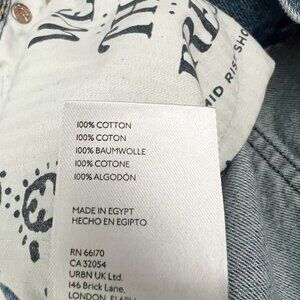 MID RISE SHO
100% COTTON
100% COTON
100% BAUMWOLLE
100% COTONE
100% ALGODÓN
MADE IN EGYPT
HECHO EN EGIPTO
RN 66170
CA 32054
URBN UK Ltd.
146 Brick Lane,
LONDON,